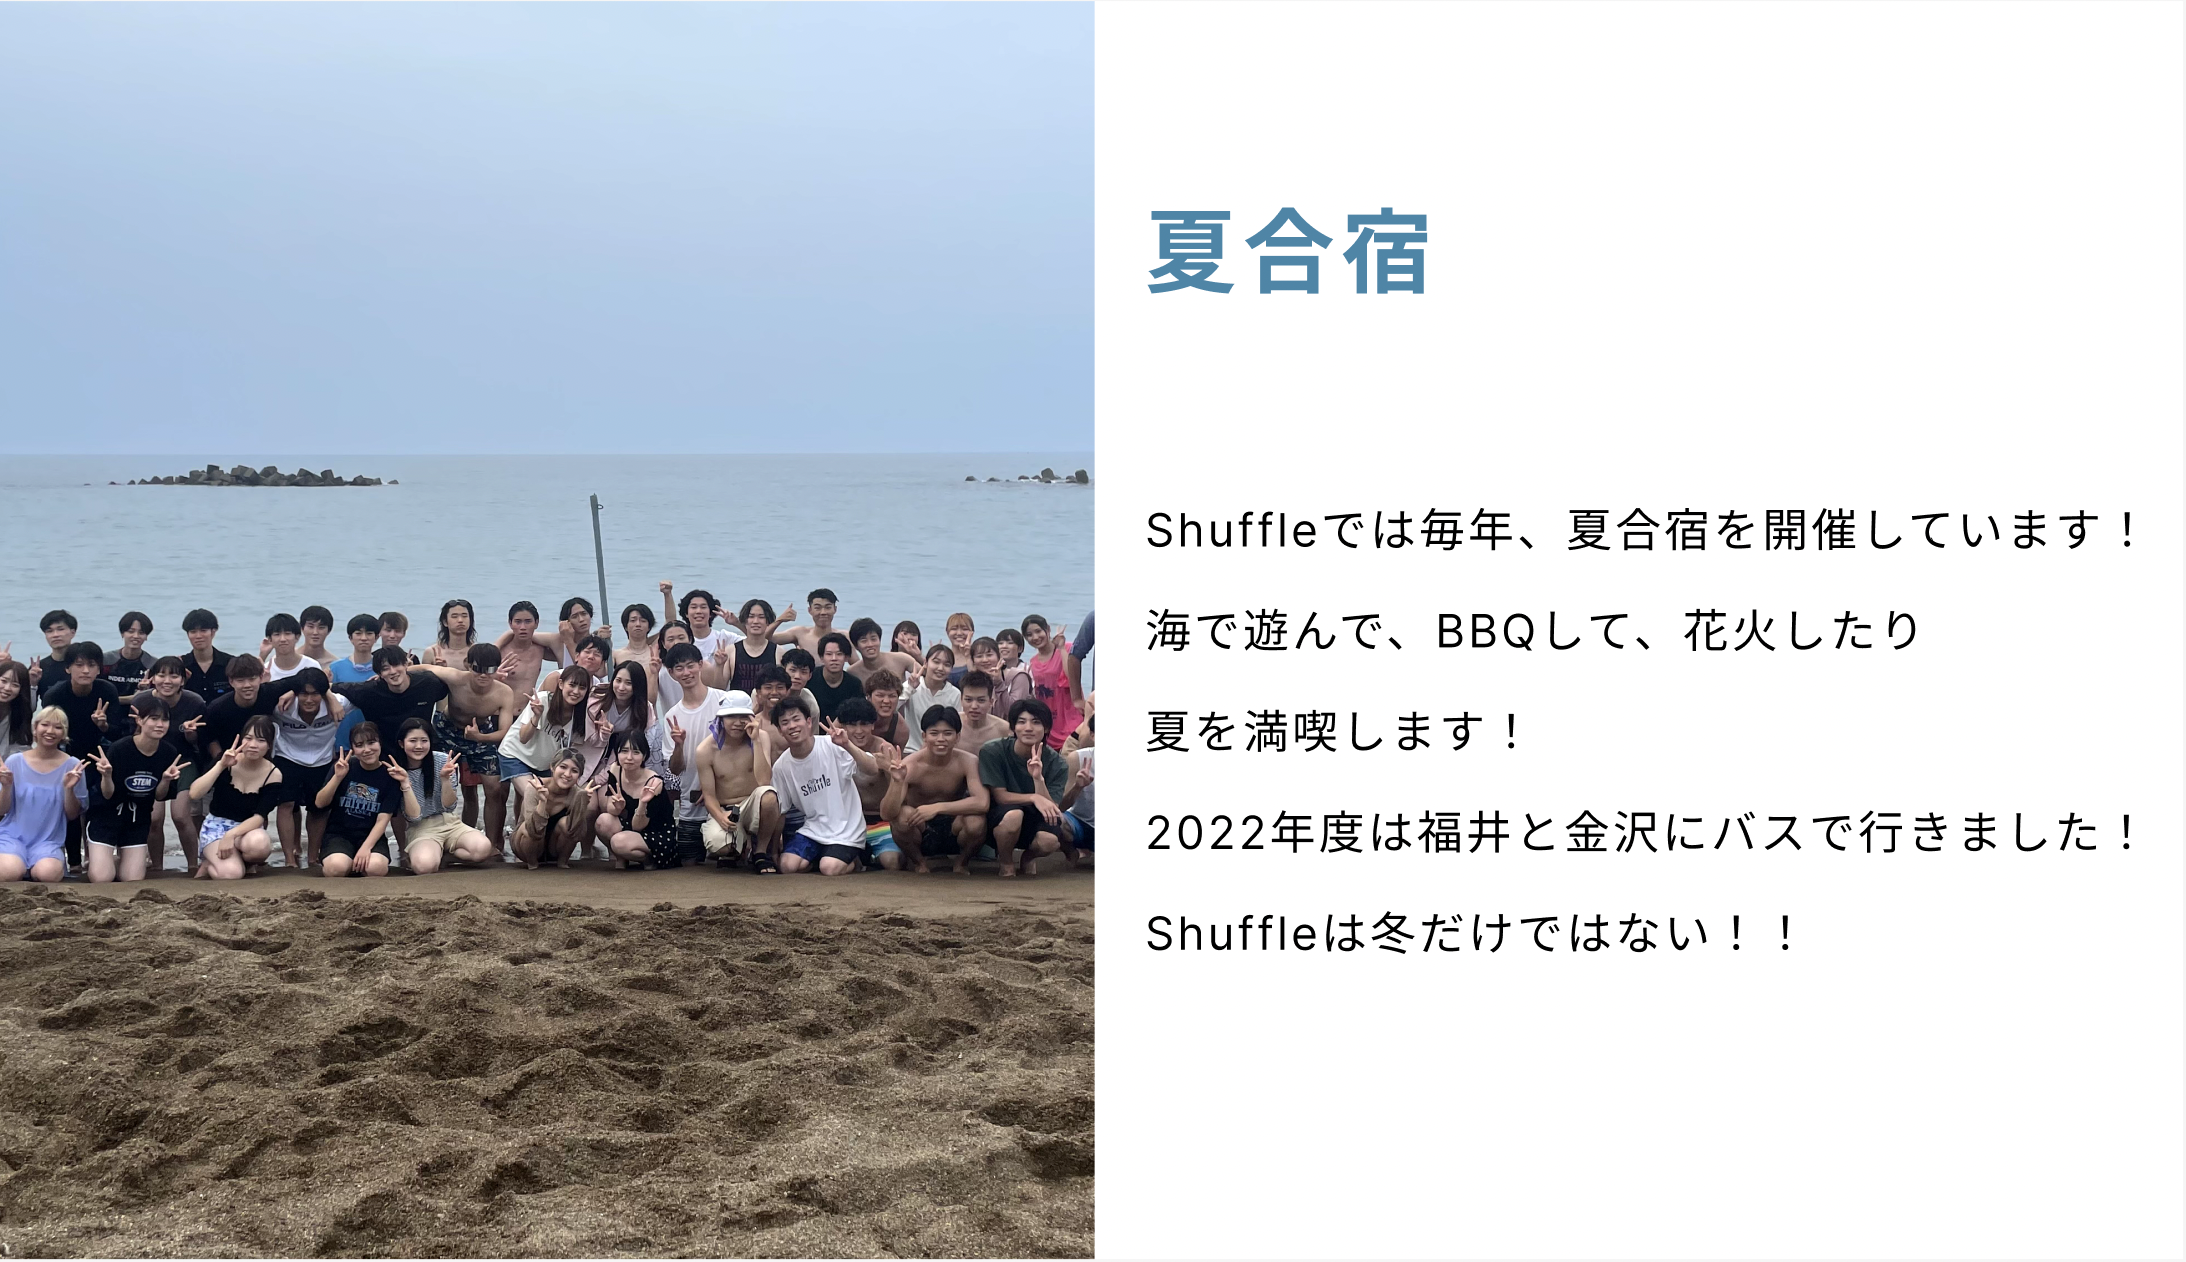 夏合宿
Shuffleでは毎年、夏合宿を開催しています！
海で遊んで、BBQして、花火したり
夏を満喫します！
2022年度は福井と金沢にバスで行きました！
Shuffleは冬だけではない！！
STEM
WHITTIER
Shuffle